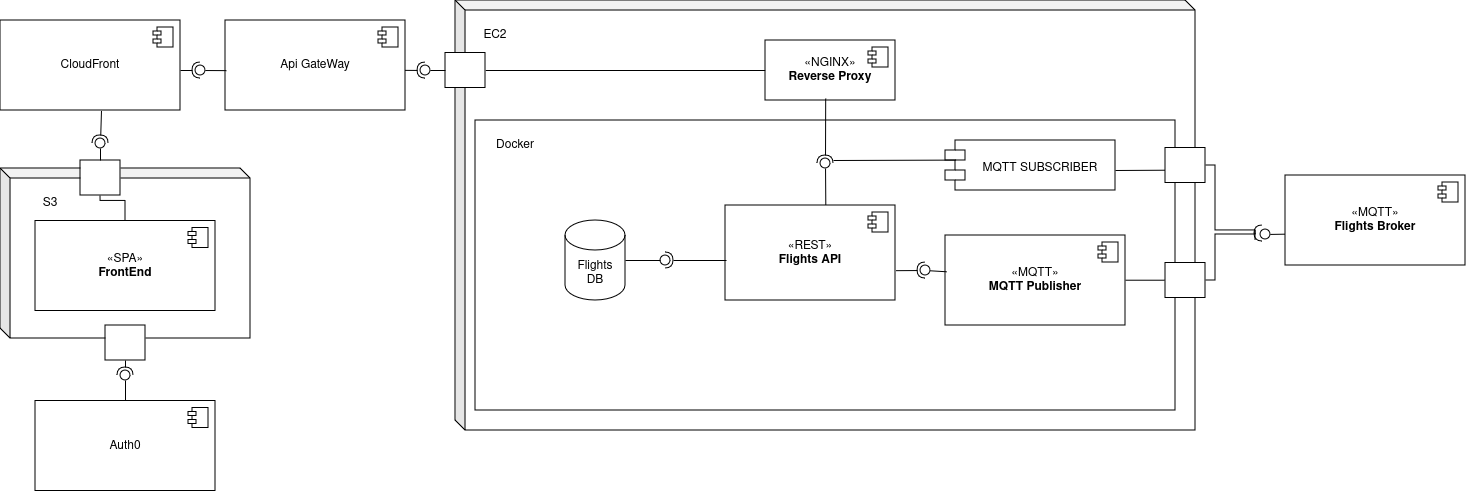 CloudFront
Api GateWay
EC2
«NGINX»
Reverse Proxy
Docker
MQTT SUBSCRIBER
S3
«SPA»
FrontEnd
Flights
DB
«REST»
Flights API
«MQTT»
MQTT Publisher
«MQTT»
Flights Broker
Auth0